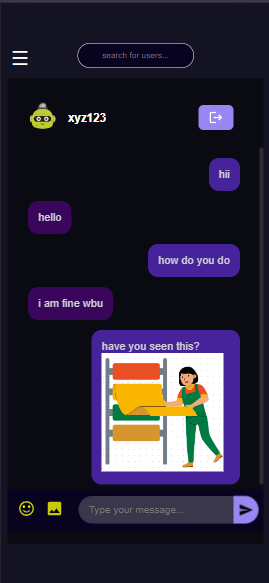 search for users...
xyz123
hii
hello
how do you do
i am fine wbu
have you seen this?
Type your message...